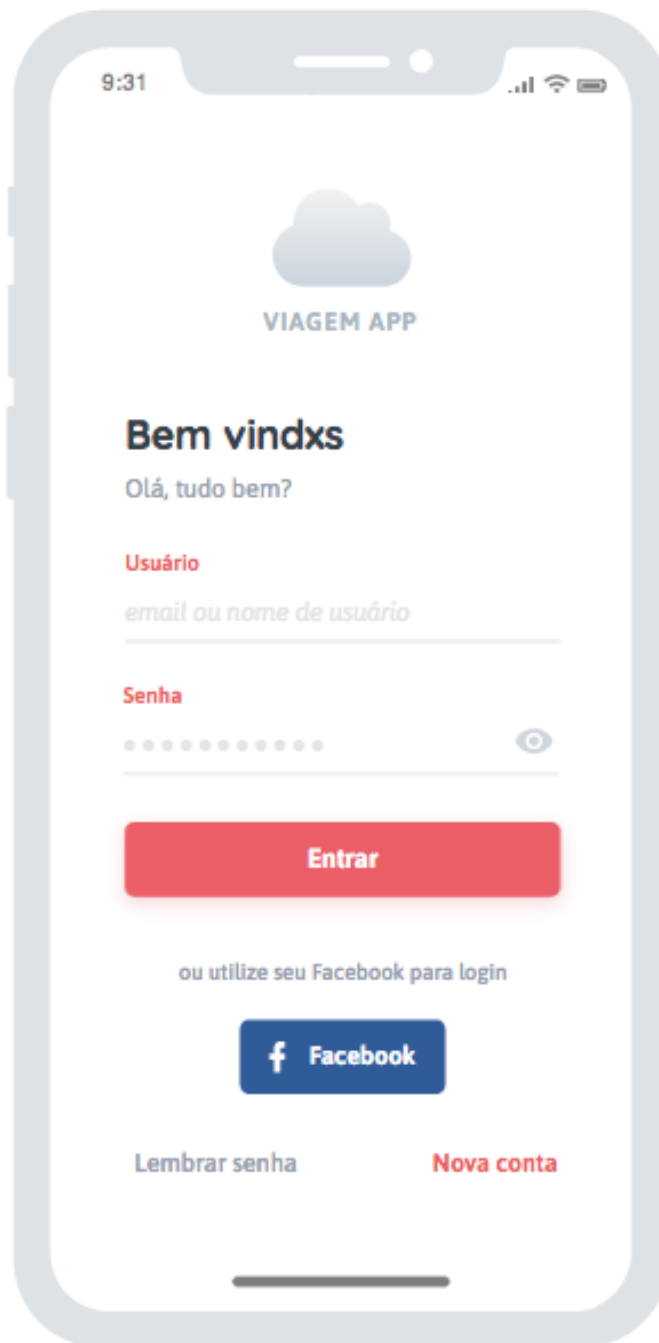 9:31
VIAGEM APP
Bem vindxs
Olá, tudo bem?
Usuário
email ou nome de usuário
Senha
Entrar
ou utilize seu Facebook para login
f Facebook
Lembrar senha
Nova conta